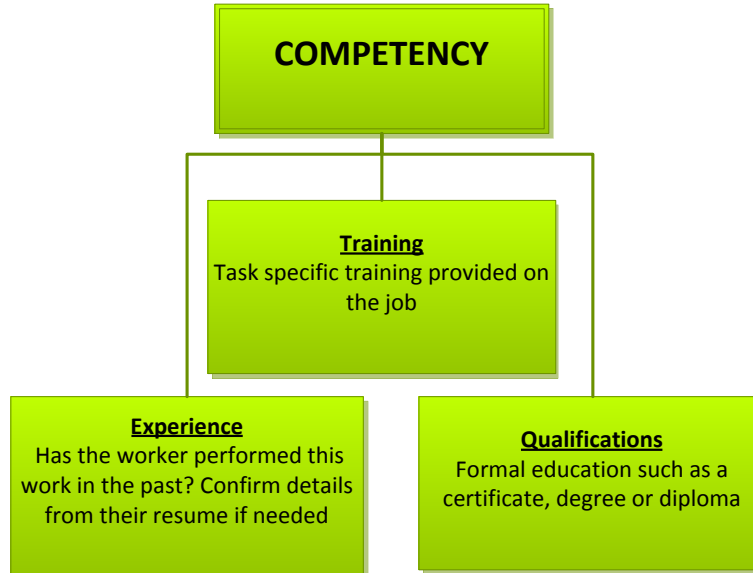 COMPETENCY
Training
Task specific training provided on
the job
Experience
Has the worker performed this
work in the past? Confirm details
from their resume if needed
Qualifications
Formal education such as a
certificate, degree or diploma